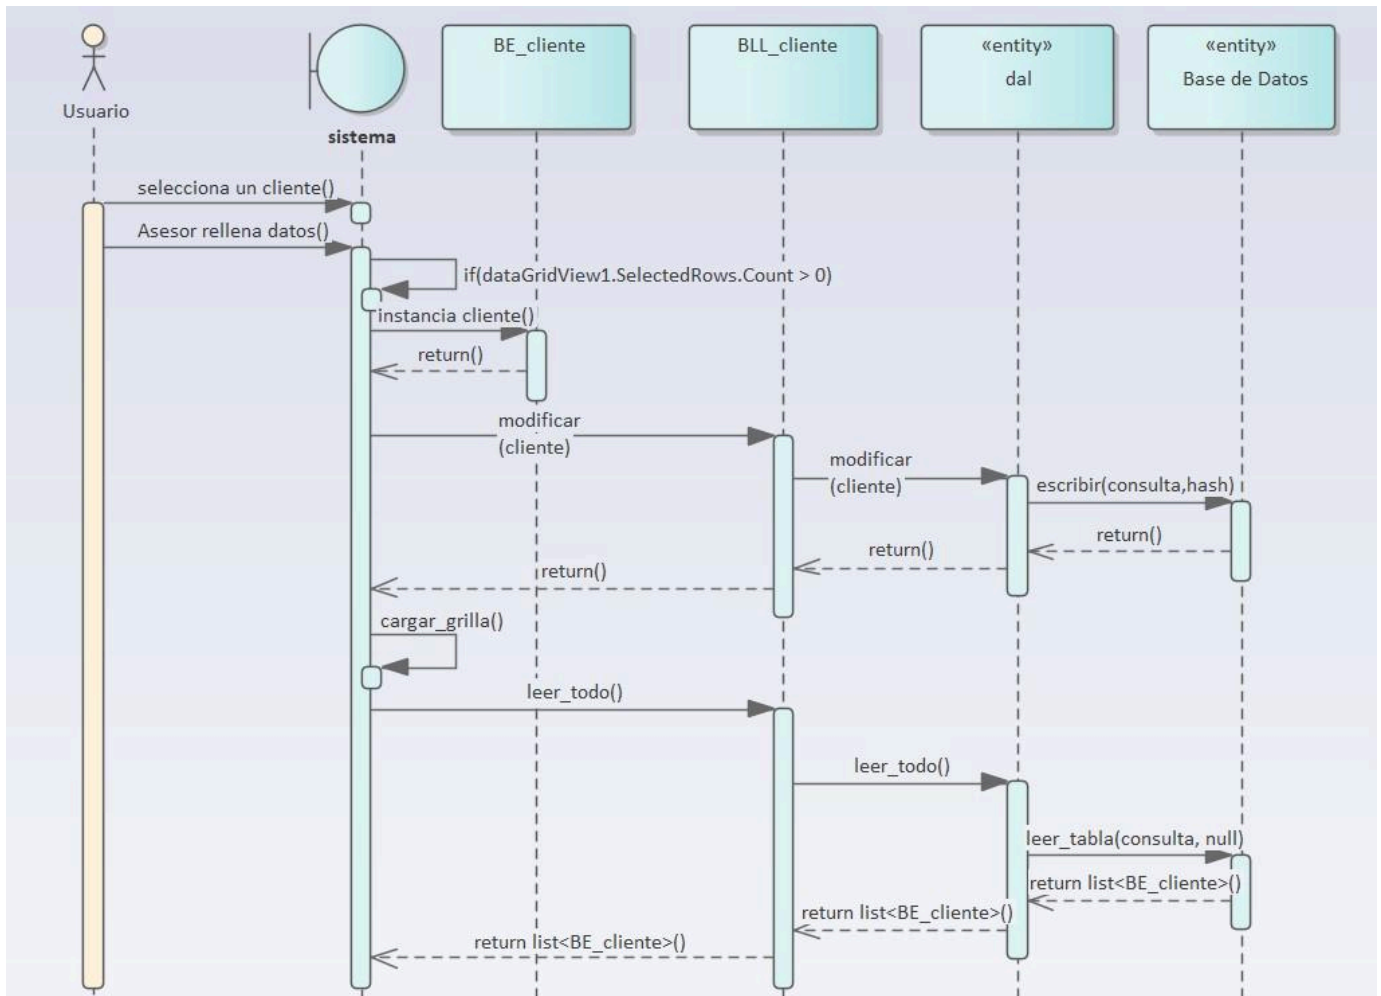 Usuario
sistema
BE_cliente
BLL_cliente
«entity»
dal
«entity»
Base de Datos
selecciona un cliente()
Asesor rellena datos()
if(dataGridView1.SelectedRows.Count > 0)
instancia cliente()
return()
modificar
(cliente)
modificar
(cliente)
escribir(consulta,hash)
return()
return()
return()
cargar_grilla()
leer_todo()
leer_todo()
leer_tabla(consulta, null)
return list<BE_cliente>()
return list<BE_cliente>()
return list<BE_cliente>()